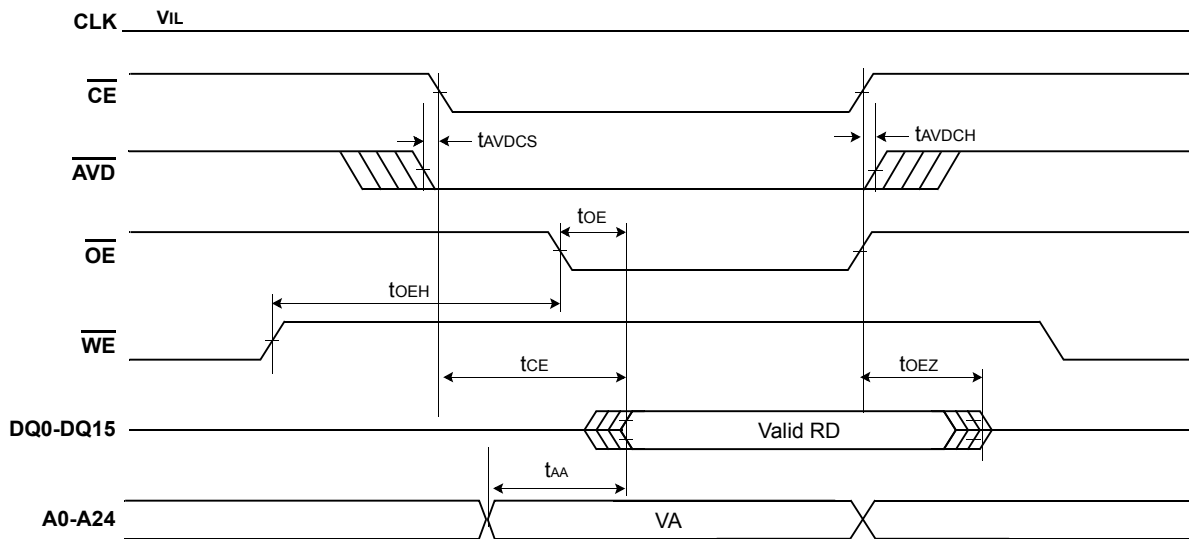 CLK VIL
CE
tAVDCS tAVDCH
AVD
tOE
OE
tOEH
WE
tCE tOEZ
DQ0-DQ15 Valid RD
tAA
A0-A24 VA